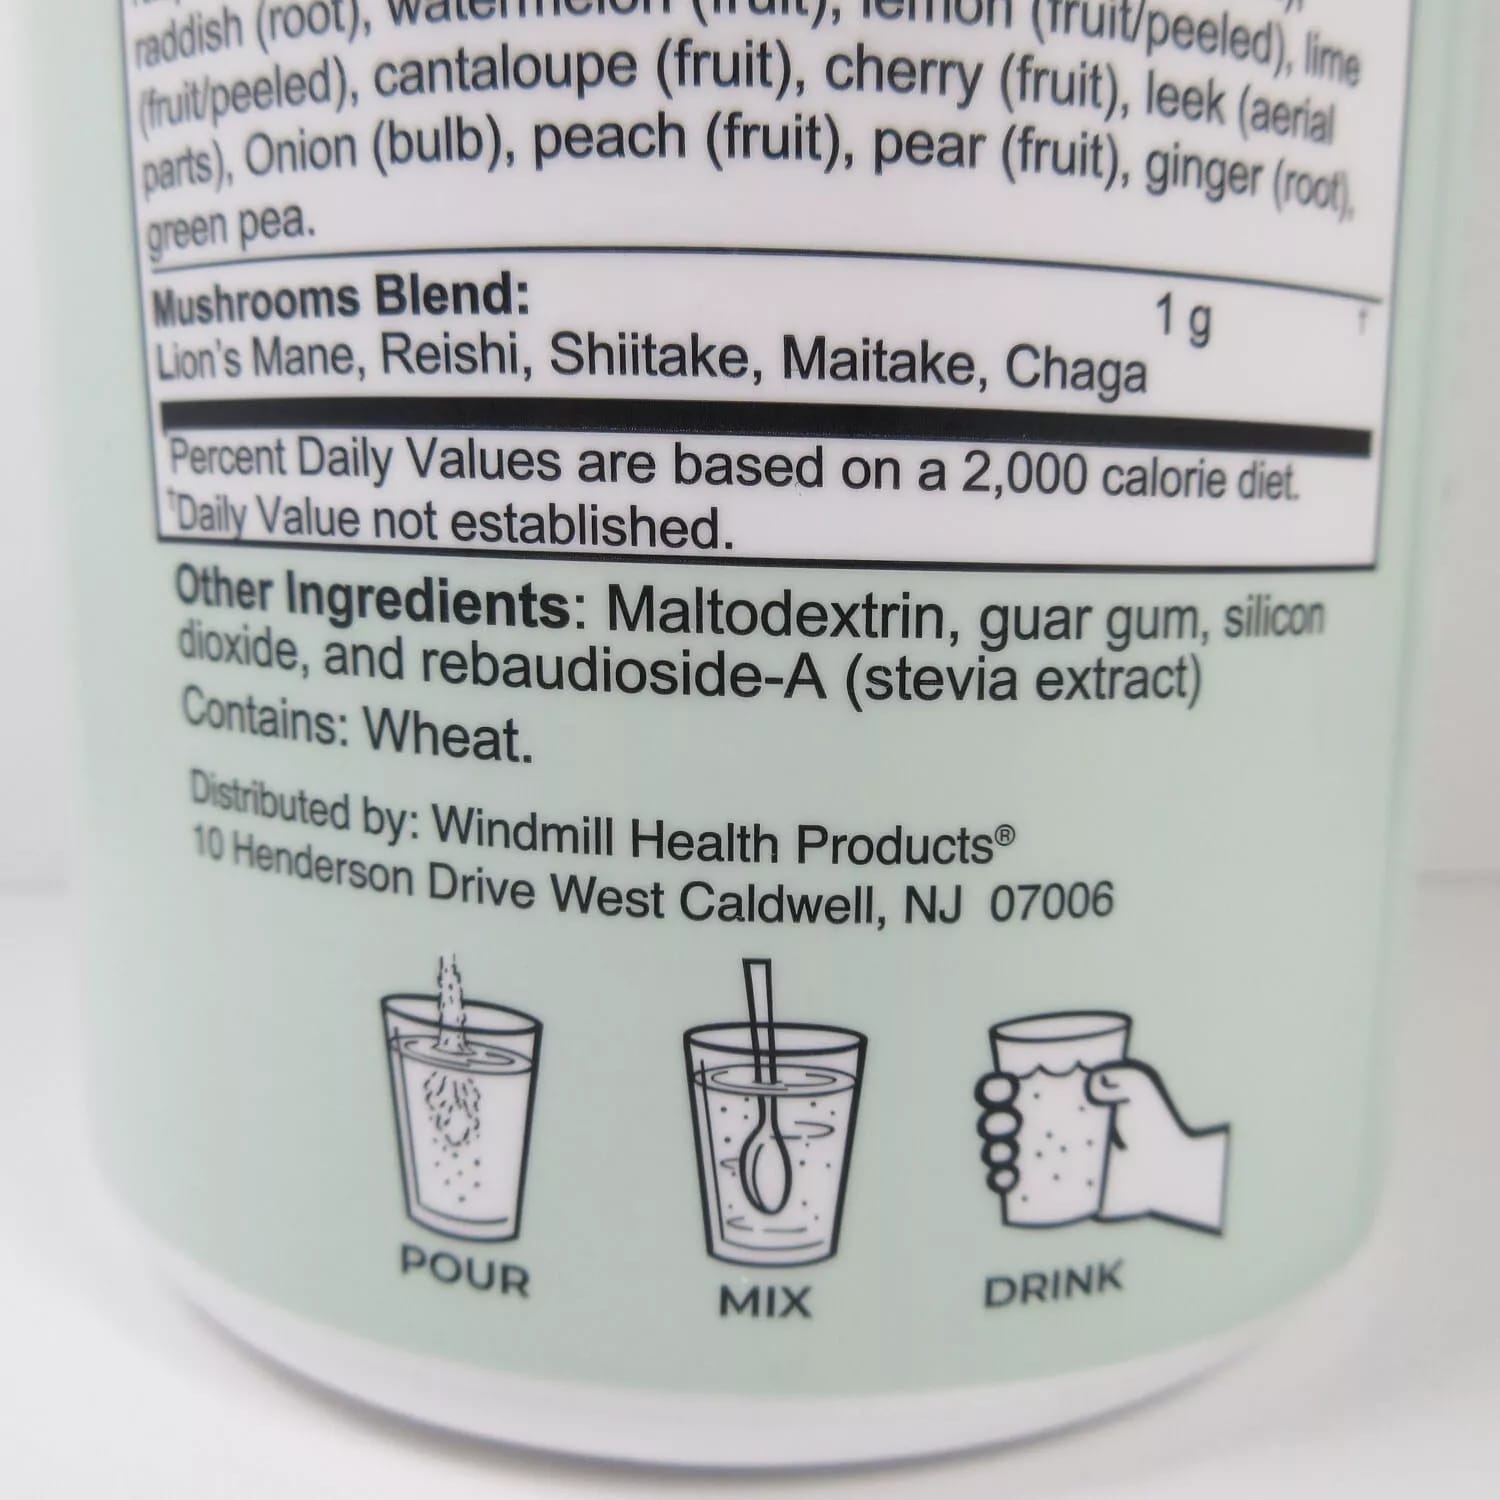 raddish (root), watermelon (fruit), lemon (fruit/peeled), lime
(fruit/peeled), cantaloupe (fruit), cherry (fruit), leek (aerial
parts), Onion (bulb), peach (fruit), pear (fruit), ginger (root),
green pea.
Mushrooms Blend: 1 g †
Lion's Mane, Reishi, Shiitake, Maitake, Chaga
Percent Daily Values are based on a 2,000 calorie diet.
†Daily Value not established.
Other Ingredients: Maltodextrin, guar gum, silicon
dioxide, and rebaudioside-A (stevia extract)
Contains: Wheat.
Distributed by: Windmill Health Products®
10 Henderson Drive West Caldwell, NJ 07006
POUR
MIX
DRINK